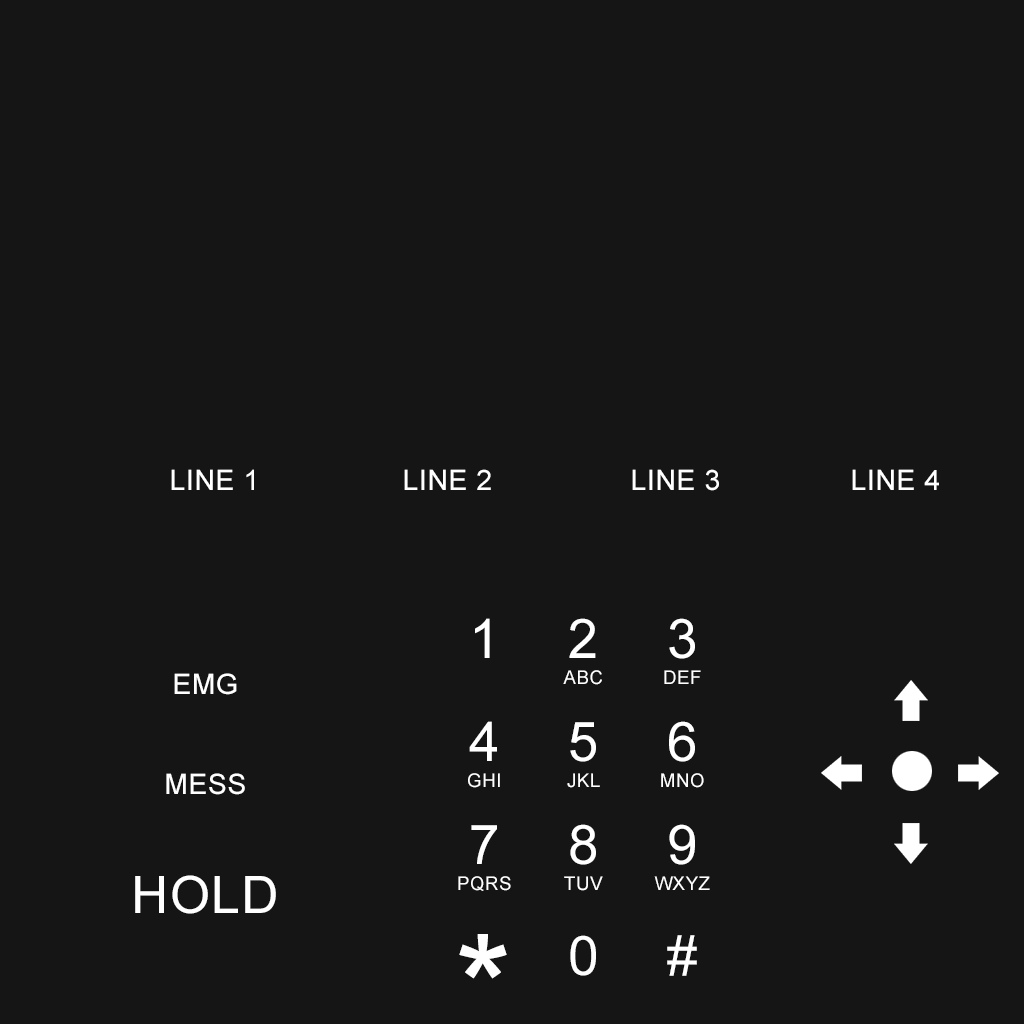 LINE 1 LINE 2 LINE 3 LINE 4
1 2 3
ABC DEF
EMG
4 5 6
GHI JKL MNO
MESS
7 8 9
PQRS TUV WXYZ
HOLD
* 0 #